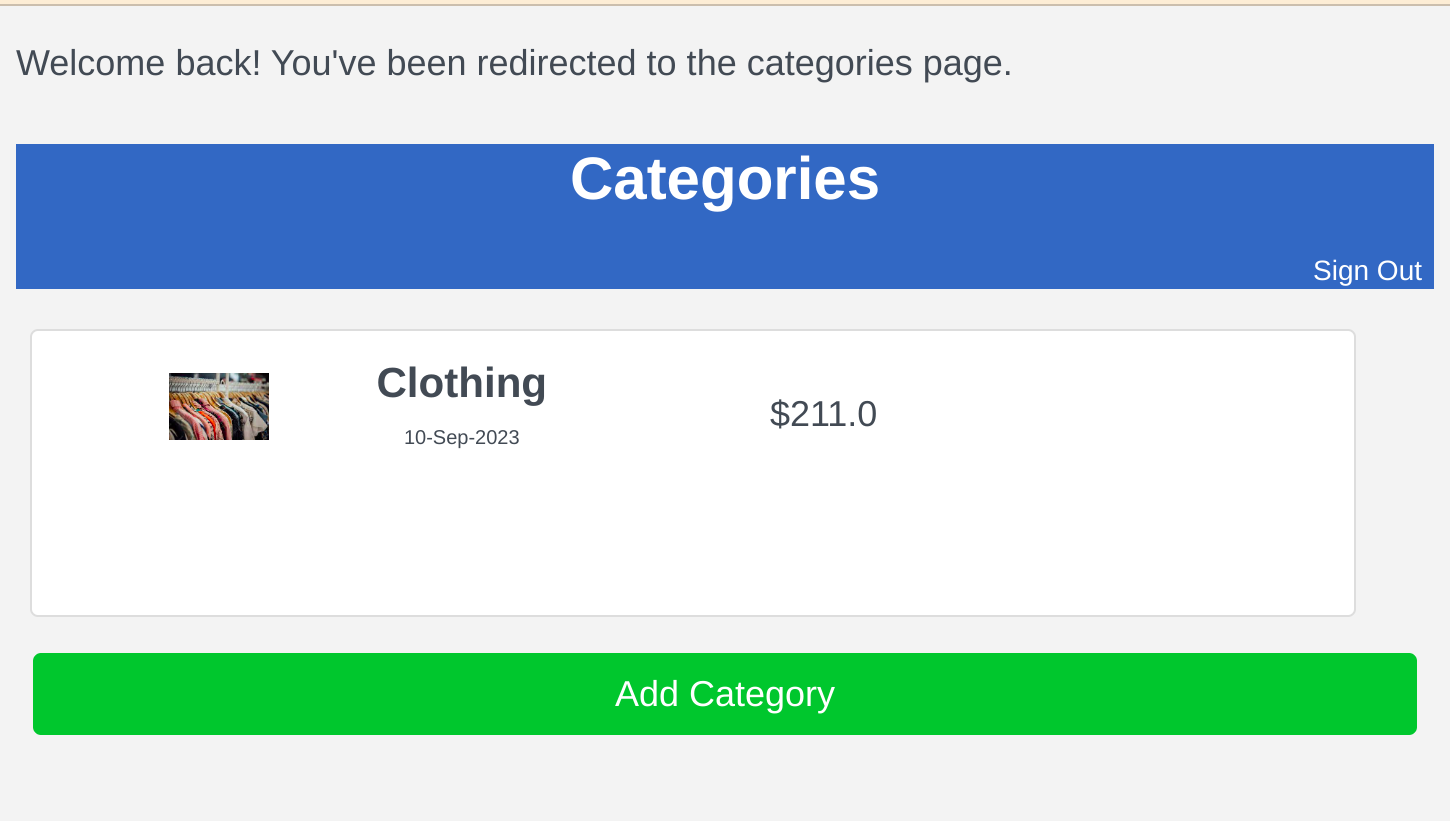 Welcome back! You've been redirected to the categories page.
Categories
Sign Out
Clothing
10-Sep-2023
$211.0
Add Category